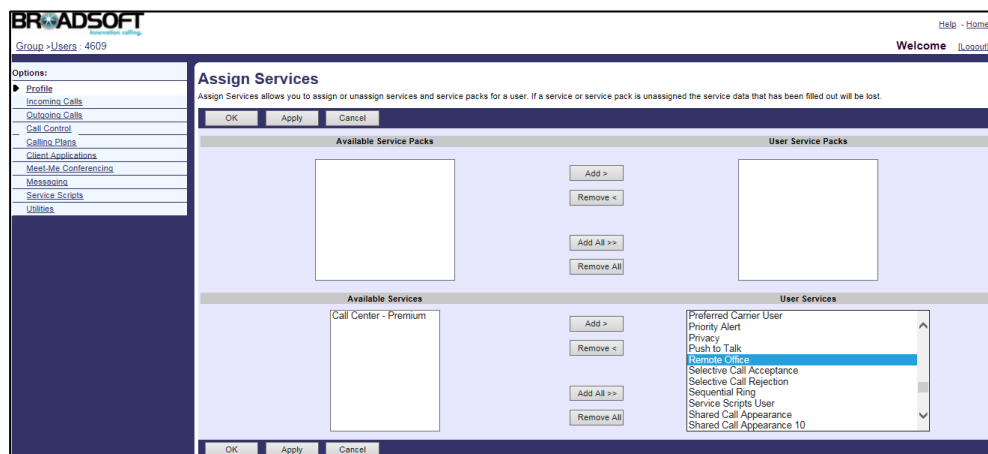 BROADSOFT
innovation calling.
Help - Home
Group >Users : 4609
Welcome [Logout]
Options:
Profile
Incoming Calls
Outgoing Calls
Call Control
Calling Plans
Client Applications
Meet-Me Conferencing
Messaging
Service Scripts
Utilities
Assign Services
Assign Services allows you to assign or unassign services and service packs for a user. If a service or service pack is unassigned the service data that has been filled out will be lost.
OK Apply Cancel
Available Service Packs User Service Packs
Add >
Remove <
Add All >>
Remove All
Available Services User Services
Call Center - Premium
Add >
Remove <
Add All >>
Remove All
Preferred Carrier User
Priority Alert
Privacy
Push to Talk
Remote Office
Selective Call Acceptance
Selective Call Rejection
Sequential Ring
Service Scripts User
Shared Call Appearance
Shared Call Appearance 10
OK Apply Cancel